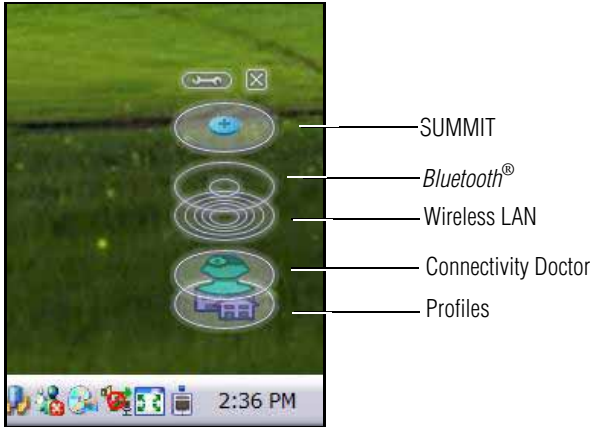 SUMMIT
Bluetooth®
Wireless LAN
Connectivity Doctor
Profiles
2:36 PM